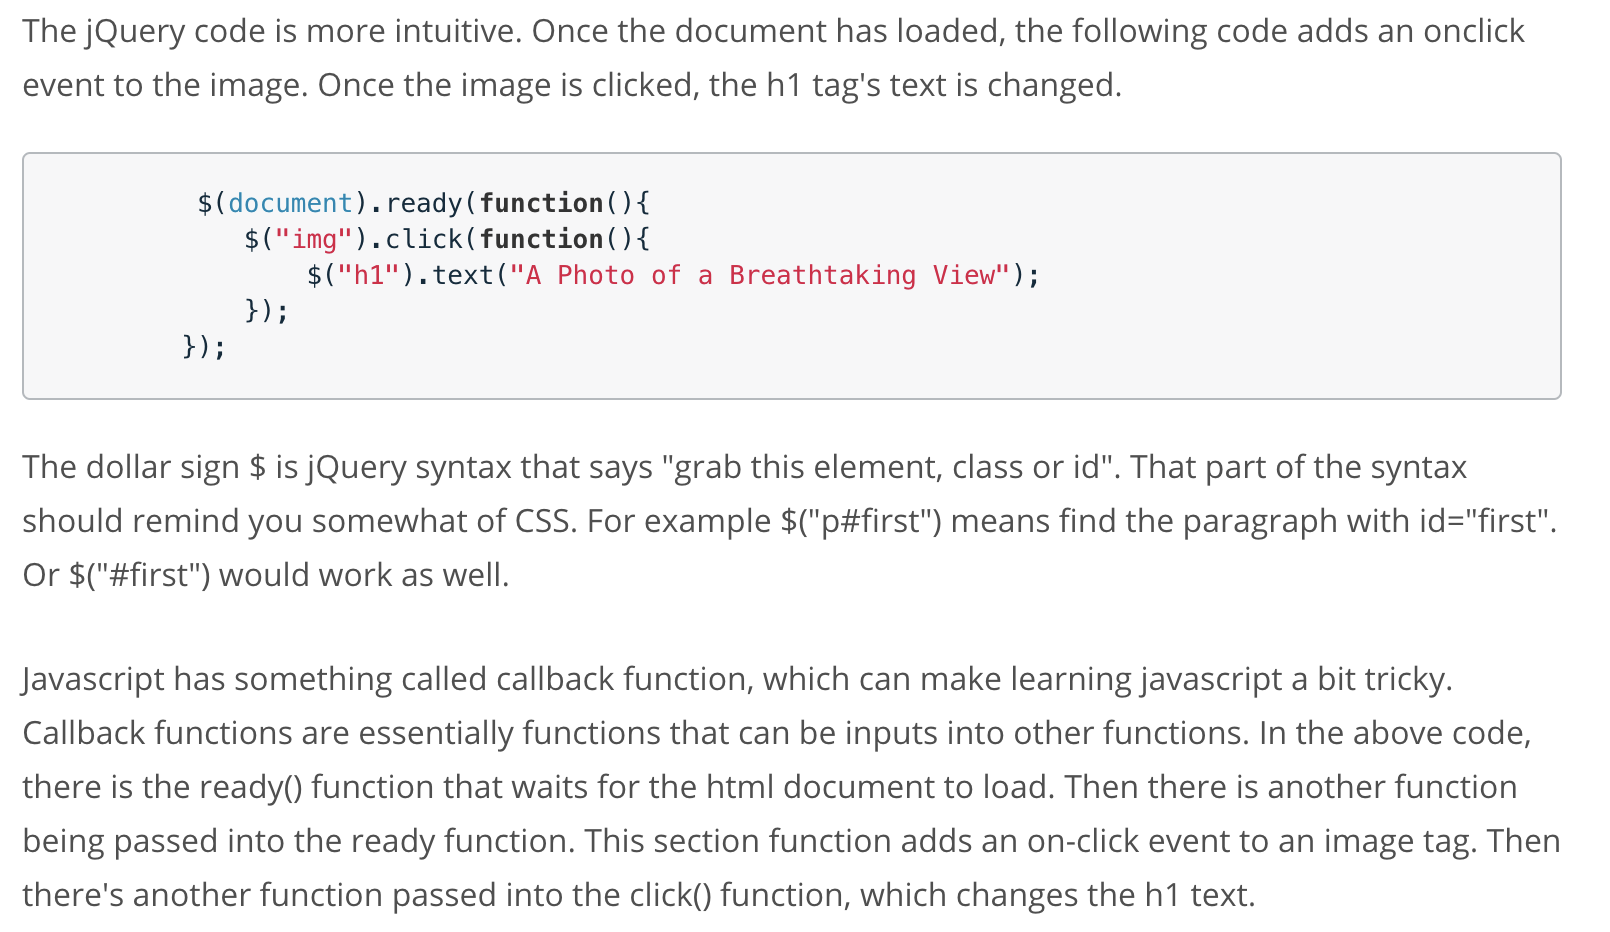 The jQuery code is more intuitive. Once the document has loaded, the following code adds an onclick
event to the image. Once the image is clicked, the h1 tag's text is changed.
$(document).ready(function(){
$("img").click(function(){
$("h1").text("A Photo of a Breathtaking View");
});
});
The dollar sign $ is jQuery syntax that says "grab this element, class or id". That part of the syntax
should remind you somewhat of CSS. For example $("p#first") means find the paragraph with id="first".
Or $("#first") would work as well.
Javascript has something called callback function, which can make learning javascript a bit tricky.
Callback functions are essentially functions that can be inputs into other functions. In the above code,
there is the ready() function that waits for the html document to load. Then there is another function
being passed into the ready function. This section function adds an on-click event to an image tag. Then
there's another function passed into the click() function, which changes the h1 text.